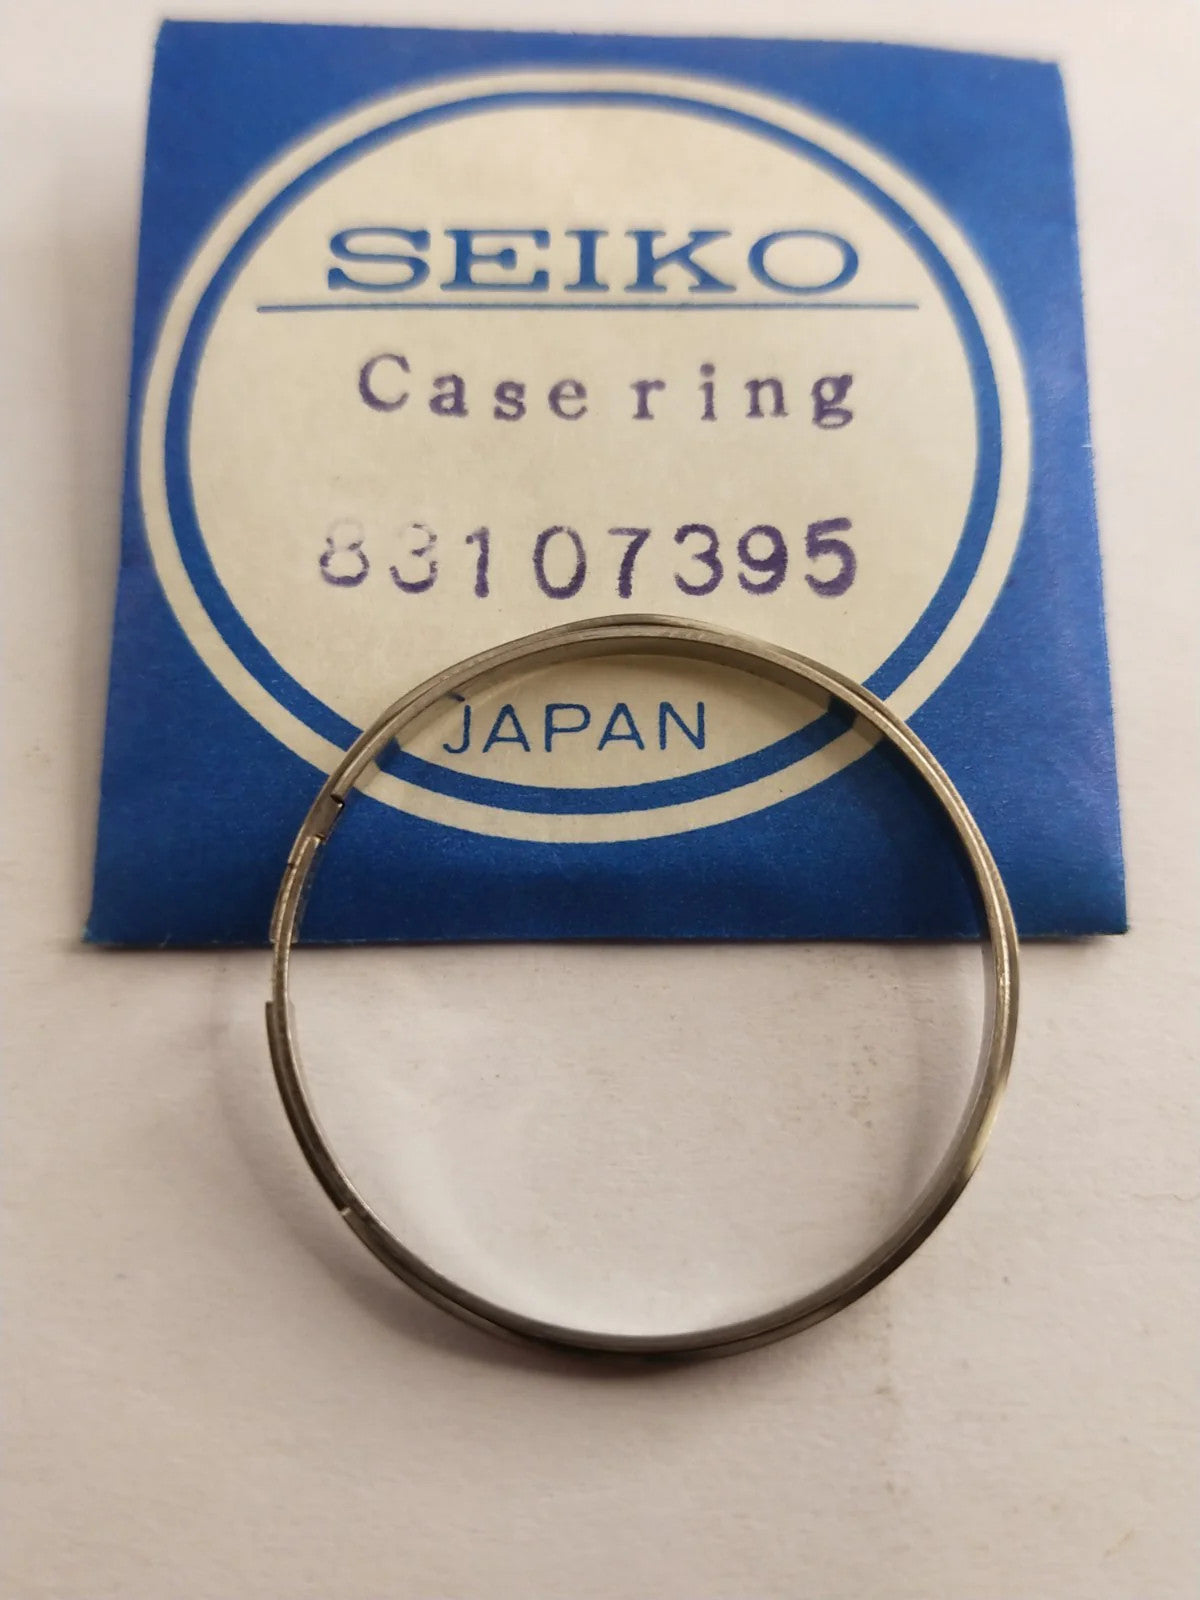 SEIKO
Case ring
83107395
JAPAN